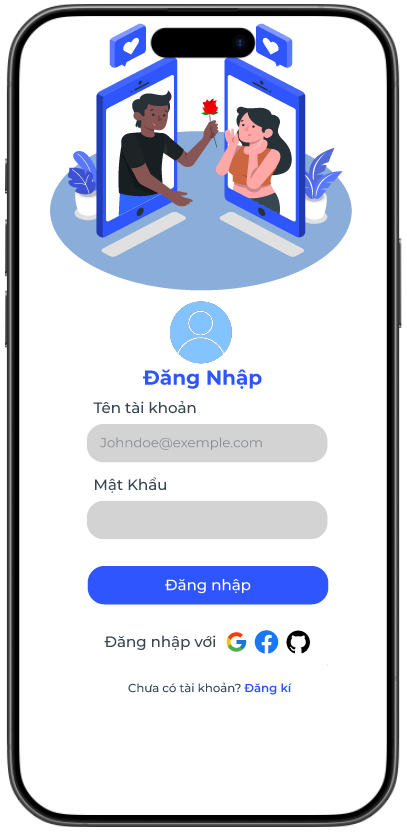 Đăng Nhập
Tên tài khoản
Johndoe@exemple.com
Mật Khẩu
Đăng nhập
Đăng nhập với
Chưa có tài khoản? Đăng kí